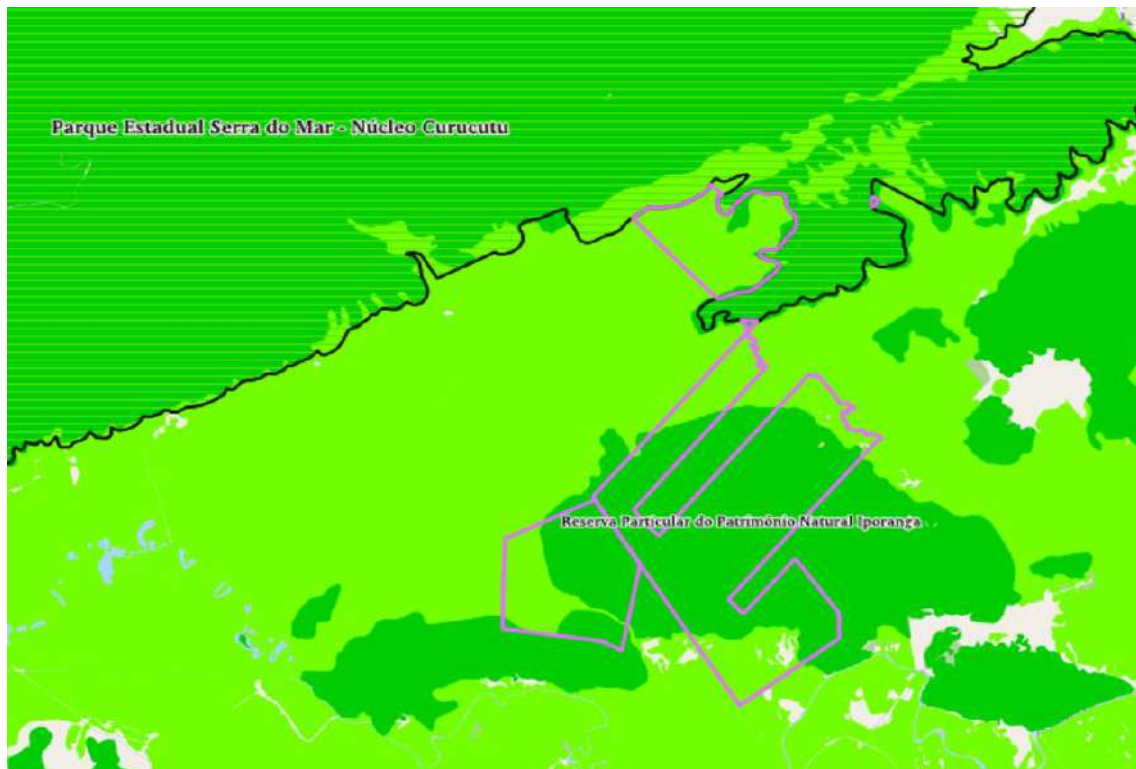 Parque Estadual Serra do Mar - Núcleo Curucutu
Reserva Particular do Patrimônio Natural Iporanga